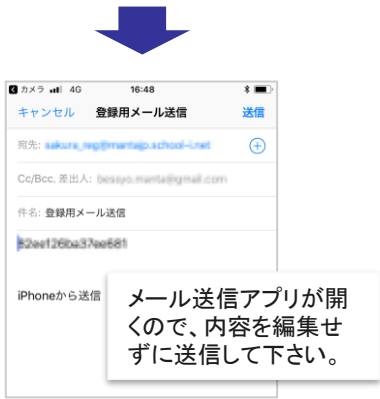 カメラ 4G 16:48
キャンセル 登録用メール送信 送信
宛先:
Cc/Bcc, 差出人:
件名: 登録用メール送信
iPhoneから送信
メール送信アプリが開
くので、内容を編集せ
ずに送信して下さい。